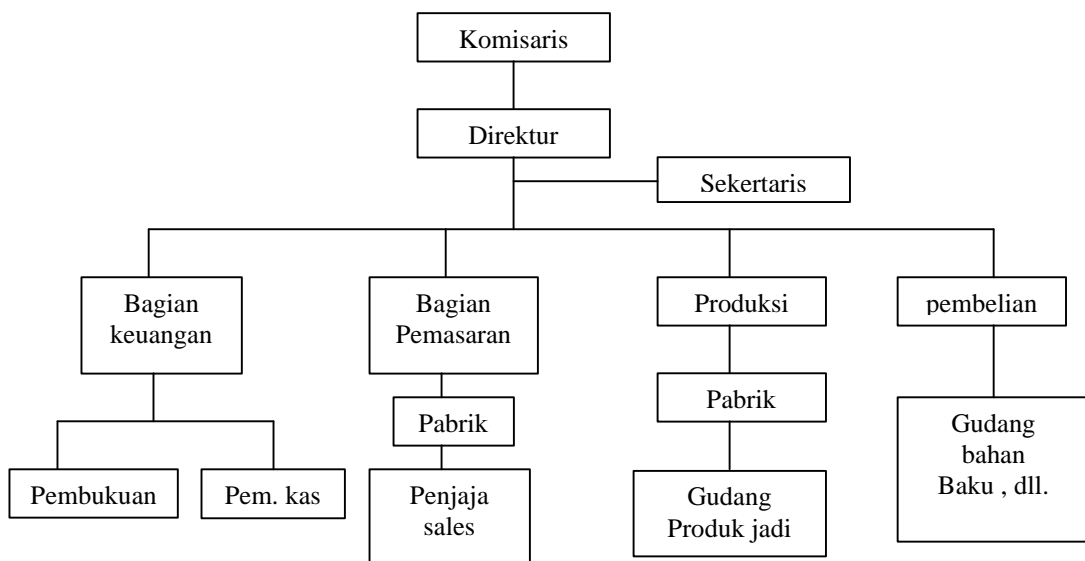 Komisaris
Direktur
Sekertaris
Bagian
keuangan
Bagian
Pemasaran
Produksi
pembelian
Pabrik
Pabrik
Pembukuan
Pem. kas
Penjaja
sales
Gudang
Produk jadi
Gudang
bahan
Baku , dll.